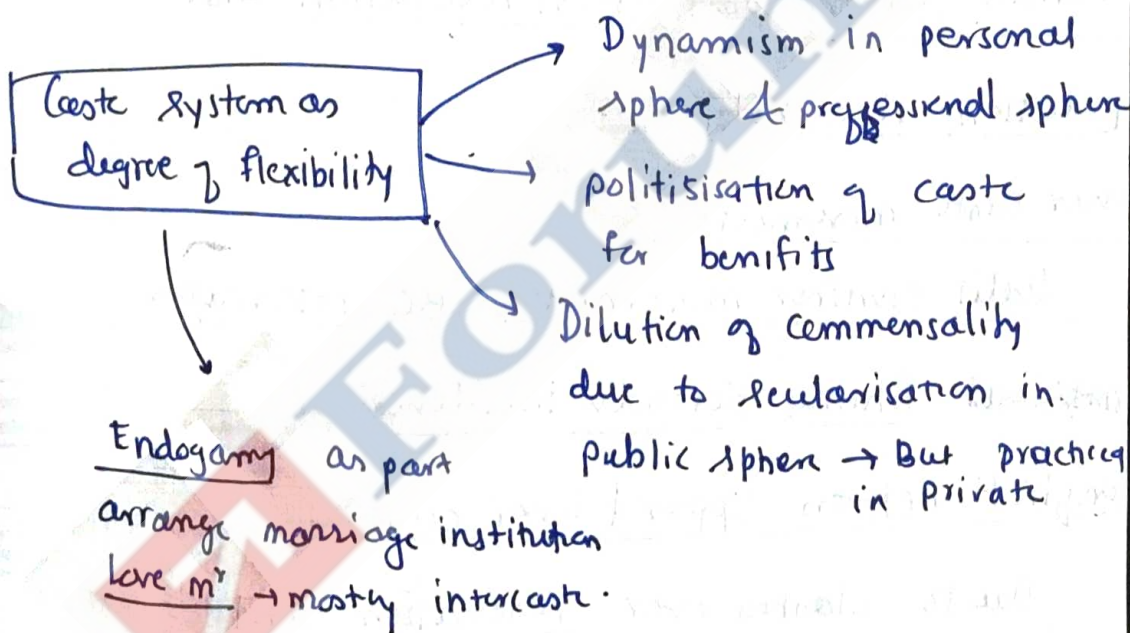 Caste system as
degree of flexibility
Dynamism in personal
sphere & professional sphere
politisisation of caste
for benifits
Dilution of commensality
due to secularisation in
public sphere → But practiced
in private
Endogamy as part
arrange marriage institution
Love mr → mostly intercaste.
Forum